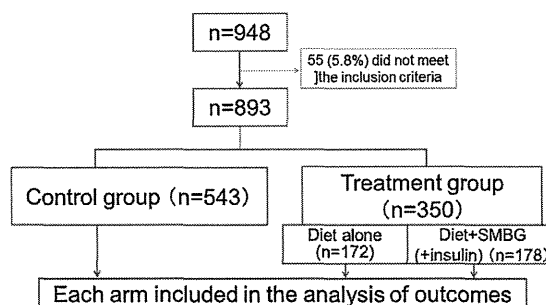 n=948
55 (5.8%) did not meet
]the inclusion criteria
n=893
Control group (n=543)
Treatment group
(n=350)
Diet alone
(n=172)
Diet+SMBG
(+insulin) (n=178)
Each arm included in the analysis of outcomes